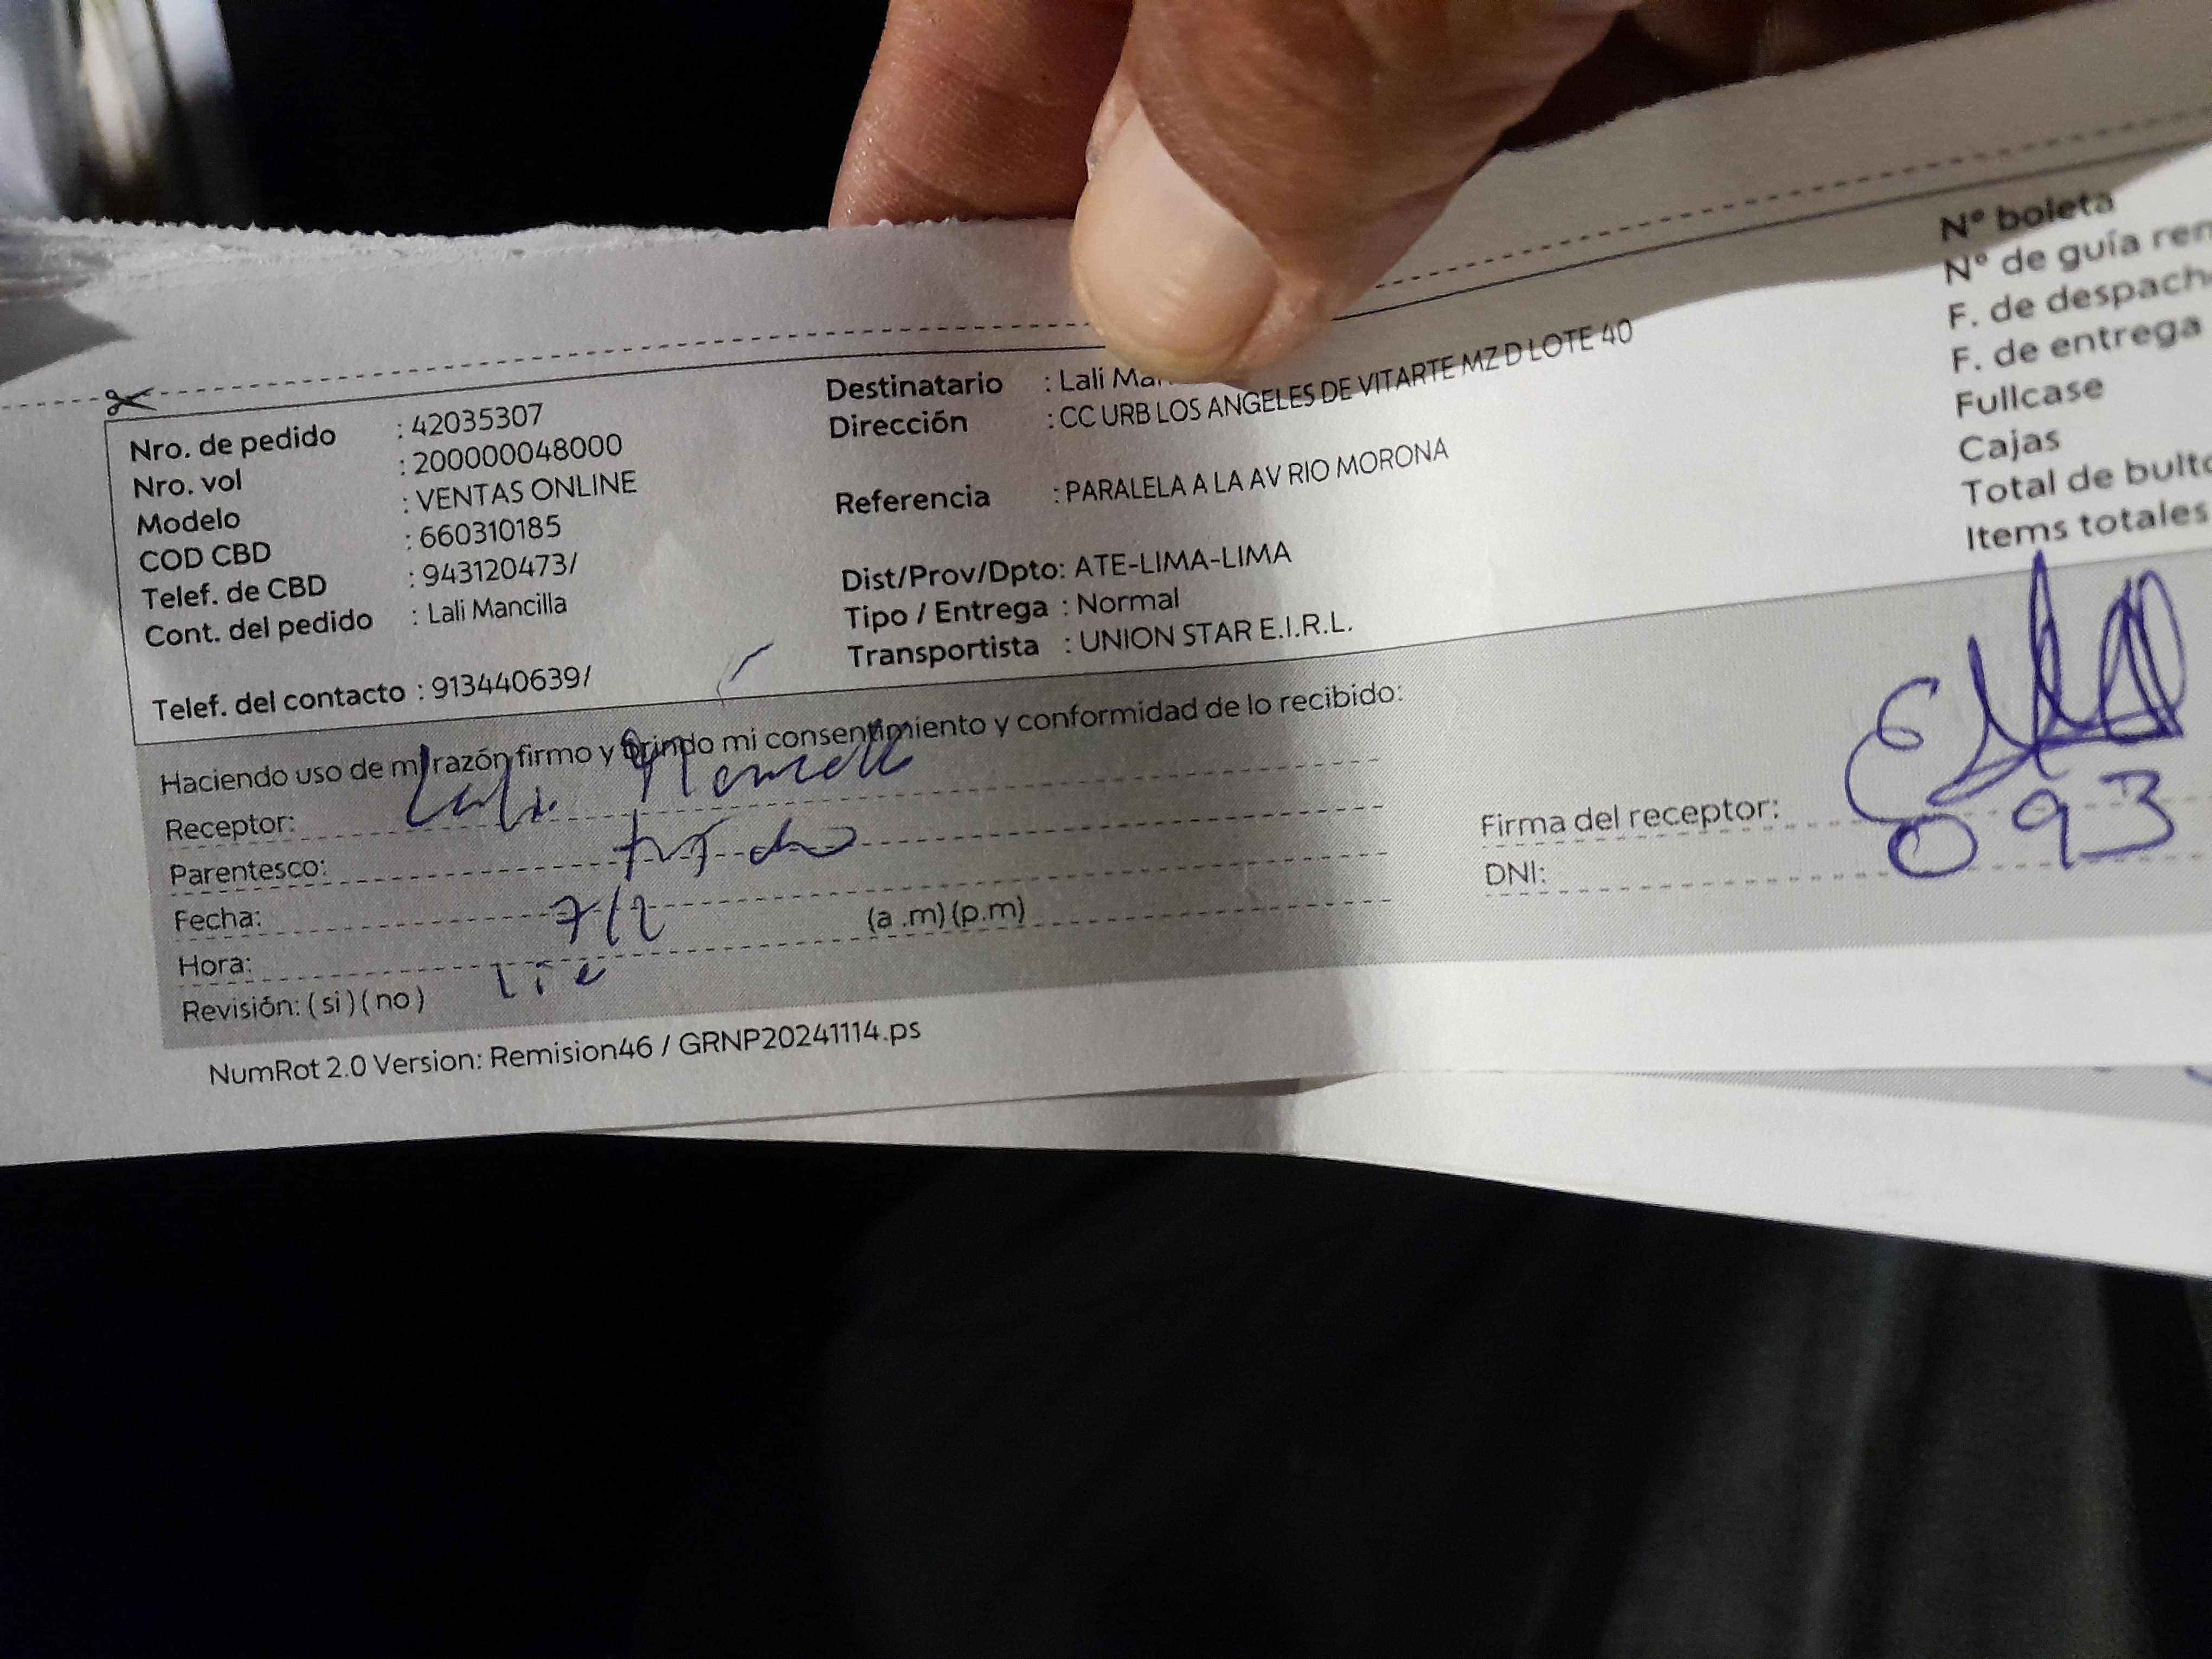 Nro. de pedido : 42035307
Nro. vol : 200000048000
Modelo : VENTAS ONLINE
COD CBD : 660310185
Telef. de CBD : 943120473/
Cont. del pedido : Lali Mancilla
Telef. del contacto : 913440639/
Destinatario : Lali
Dirección : CC URB LOS ANGELES DE VITARTE MZ D LOTE 40
Referencia : PARALELA A LA AV RIO MORONA
Dist/Prov/Dpto: ATE-LIMA-LIMA
Tipo / Entrega : Normal
Transportista : UNION STAR E.I.R.L.
N° boleta
N° de guía
F. de
F. de entrega
Fullcase
Cajas
Total de
Items totales
Haciendo uso de mi razón firmo y brindo mi consentimiento y conformidad de lo recibido:
Receptor: Lali
Parentesco:
Fecha: 7/2
Hora: (a .m) (p.m)
Revisión: ( si ) ( no )
Firma del receptor:
DNI: 093
NumRot 2.0 Version: Remision46 / GRNP20241114.ps